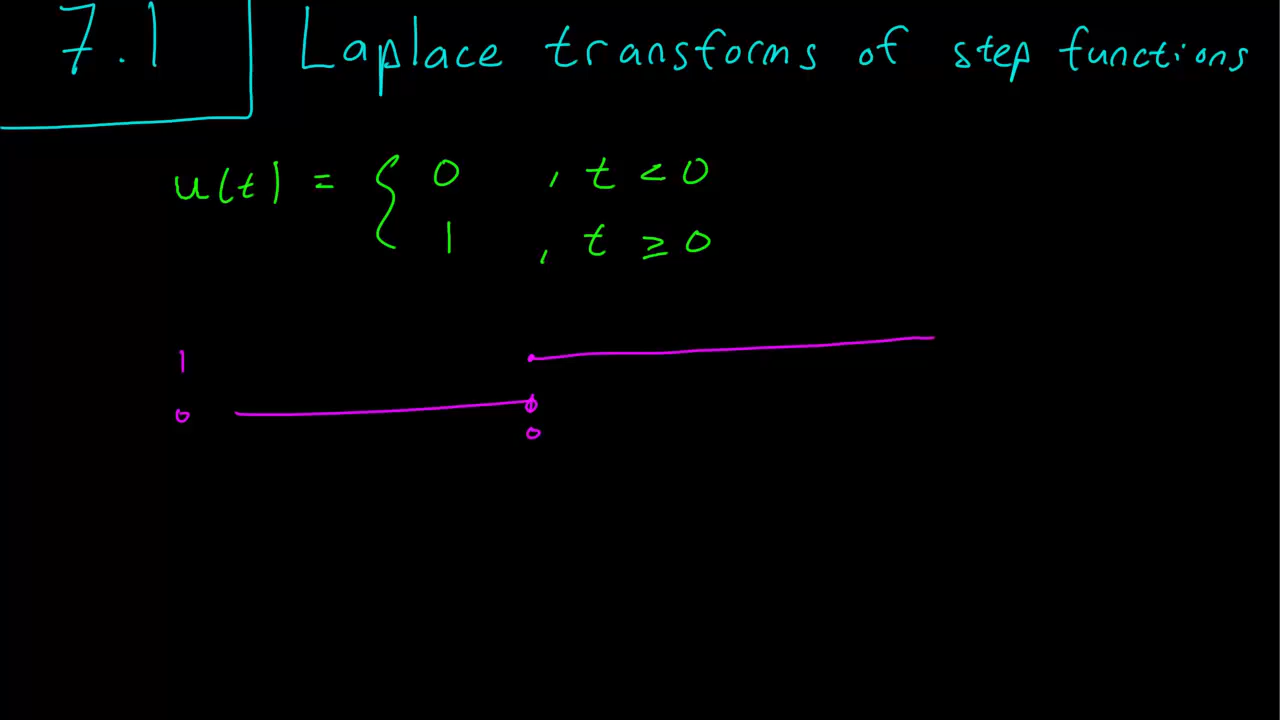 7.1 Laplace transforms of step functions
u(t) = { 0 , t < 0
1 , t ≥ 0
1
0
0